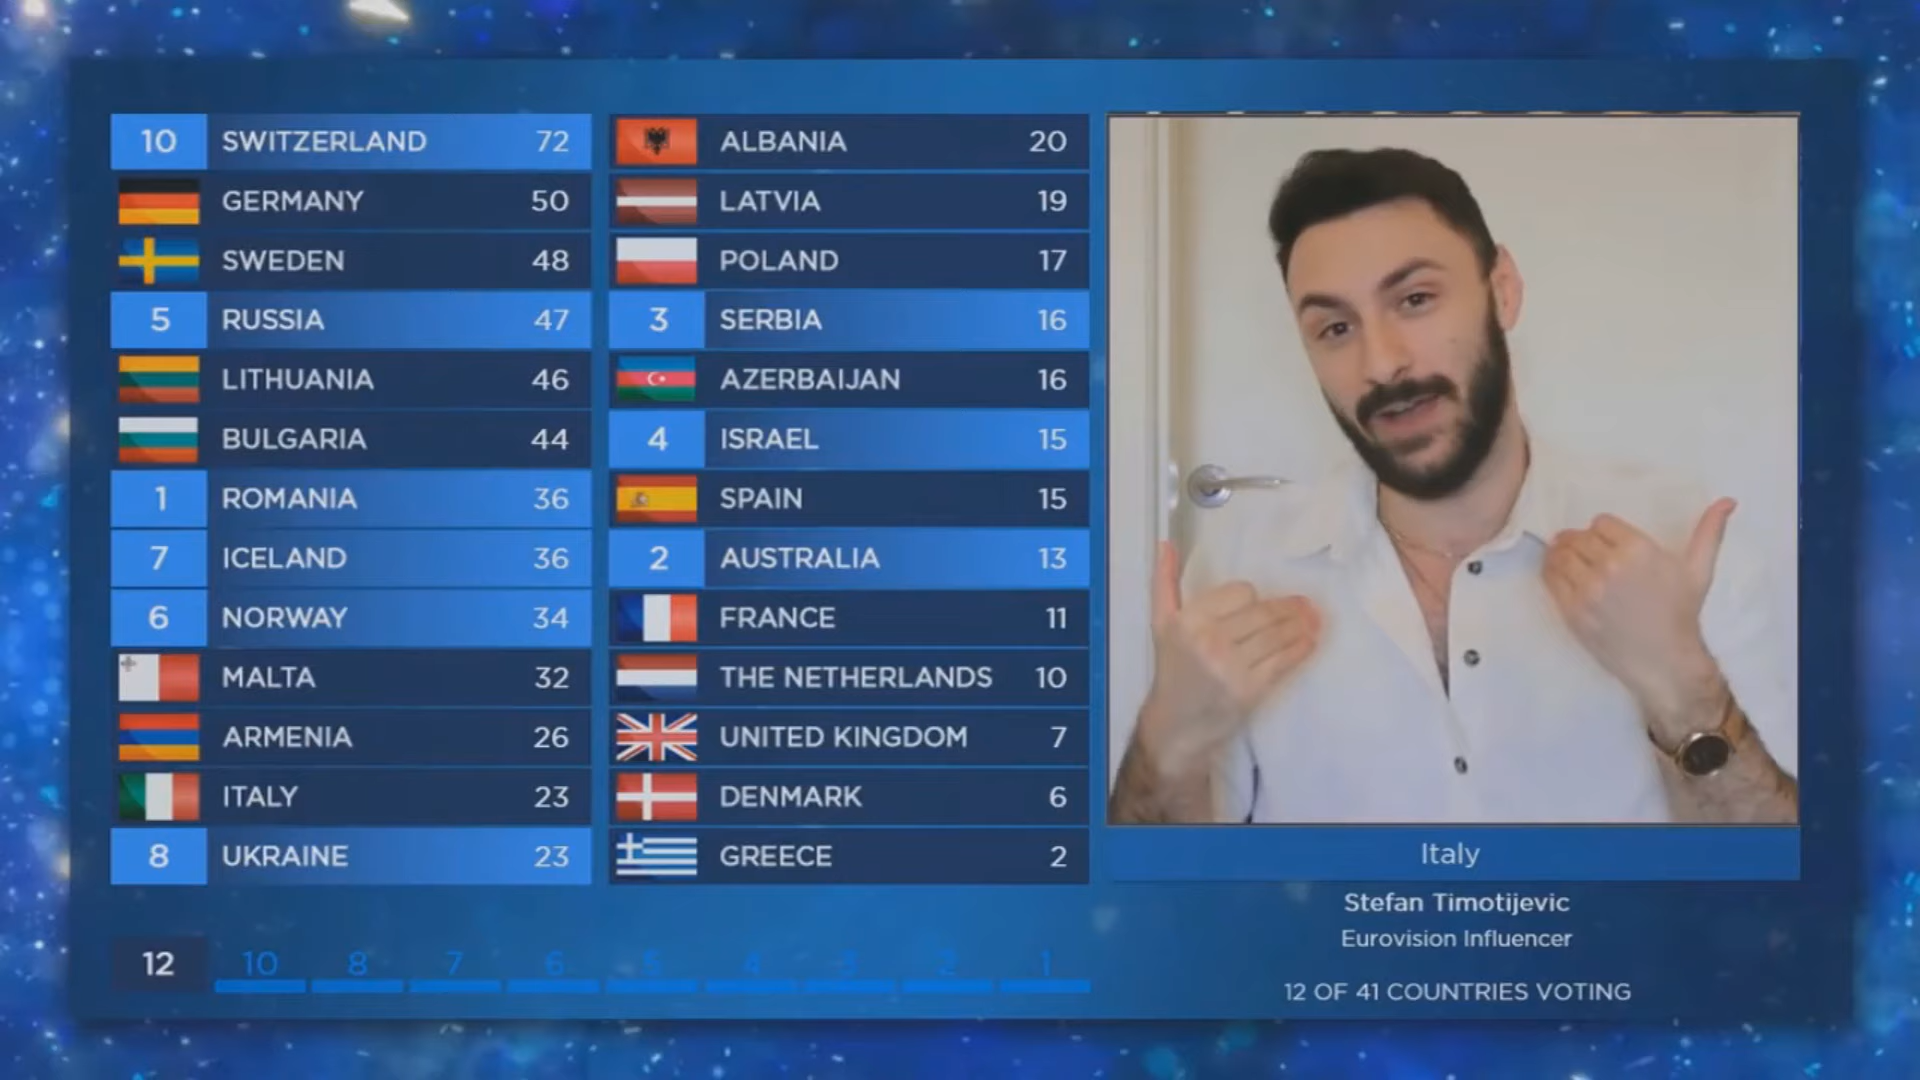 10 SWITZERLAND 72
GERMANY 50
SWEDEN 48
5 RUSSIA 47
LITHUANIA 46
BULGARIA 44
1 ROMANIA 36
7 ICELAND 36
6 NORWAY 34
MALTA 32
ARMENIA 26
ITALY 23
8 UKRAINE 23
ALBANIA 20
LATVIA 19
POLAND 17
3 SERBIA 16
AZERBAIJAN 16
4 ISRAEL 15
SPAIN 15
2 AUSTRALIA 13
FRANCE 11
THE NETHERLANDS 10
UNITED KINGDOM 7
DENMARK 6
GREECE 2
12 10 8 7 6 5 4 3 2 1
Italy
Stefan Timotijevic
Eurovision Influencer
12 OF 41 COUNTRIES VOTING